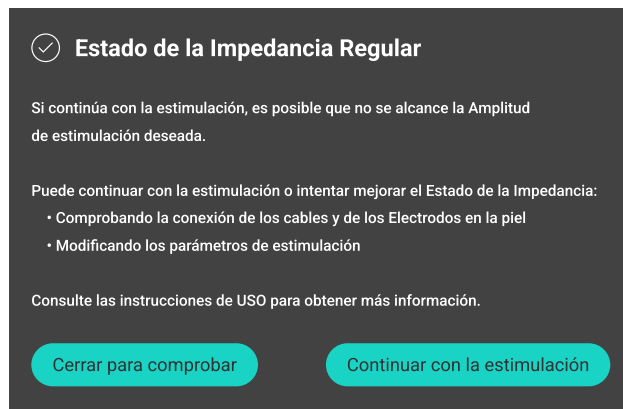 Estado de la Impedancia Regular
Si continúa con la estimulación, es posible que no se alcance la Amplitud
de estimulación deseada.
Puede continuar con la estimulación o intentar mejorar el Estado de la Impedancia:
• Comprobando la conexión de los cables y de los Electrodos en la piel
• Modificando los parámetros de estimulación
Consulte las instrucciones de USO para obtener más información.
Cerrar para comprobar
Continuar con la estimulación